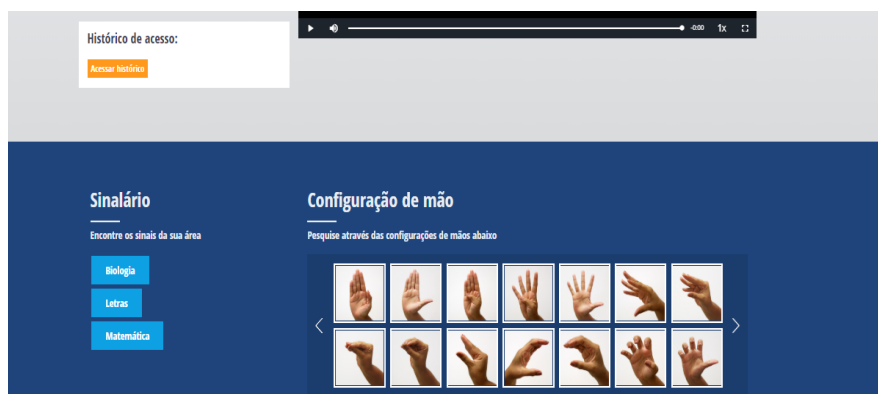 Histórico de acesso:
Acessar histórico
-0:00 1x
Sinalário
Encontre os sinais da sua área
Biologia
Letras
Matemática
Configuração de mão
Pesquise através das configurações de mãos abaixo